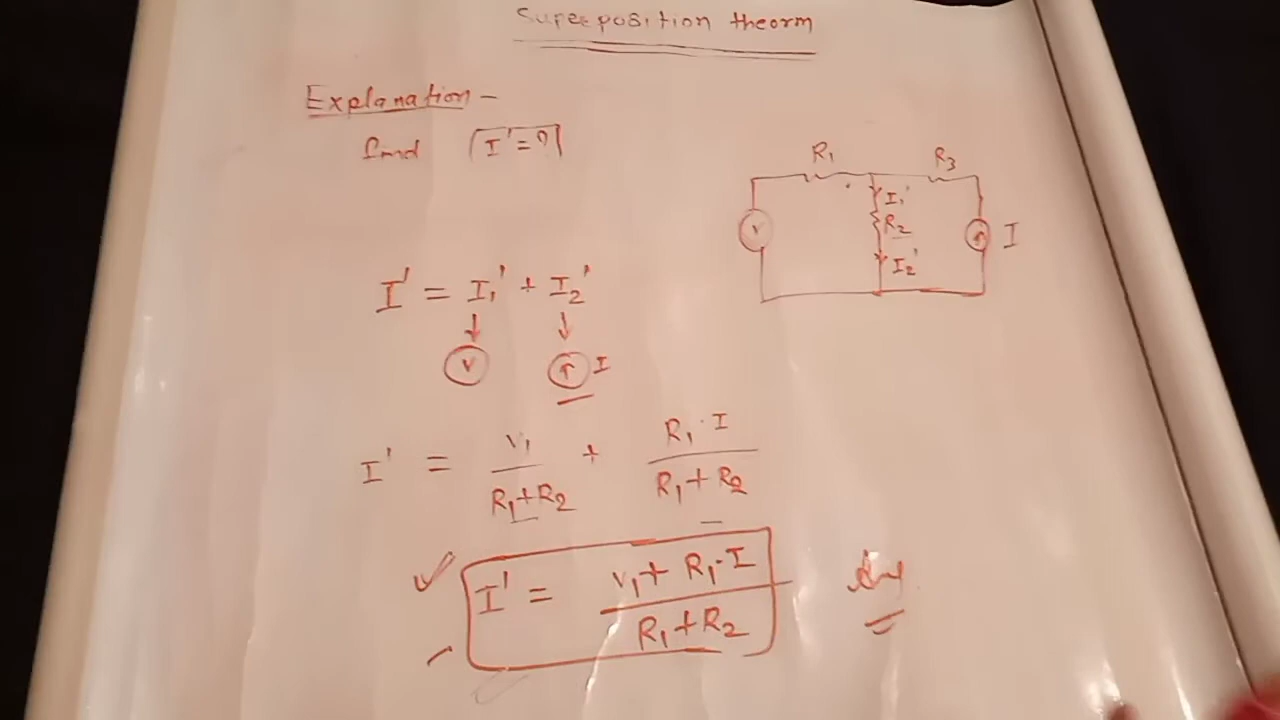 Superposition theorm
Explanation -
find I' = ?
R₁ R₃
V I₁' R₂ I₂' I
I' = I₁' + I₂'
↓ ↓
V ↑ I
I' = V₁/(R₁+R₂) + R₁·I/(R₁+R₂)
I' = (V₁+R₁·I)/(R₁+R₂)